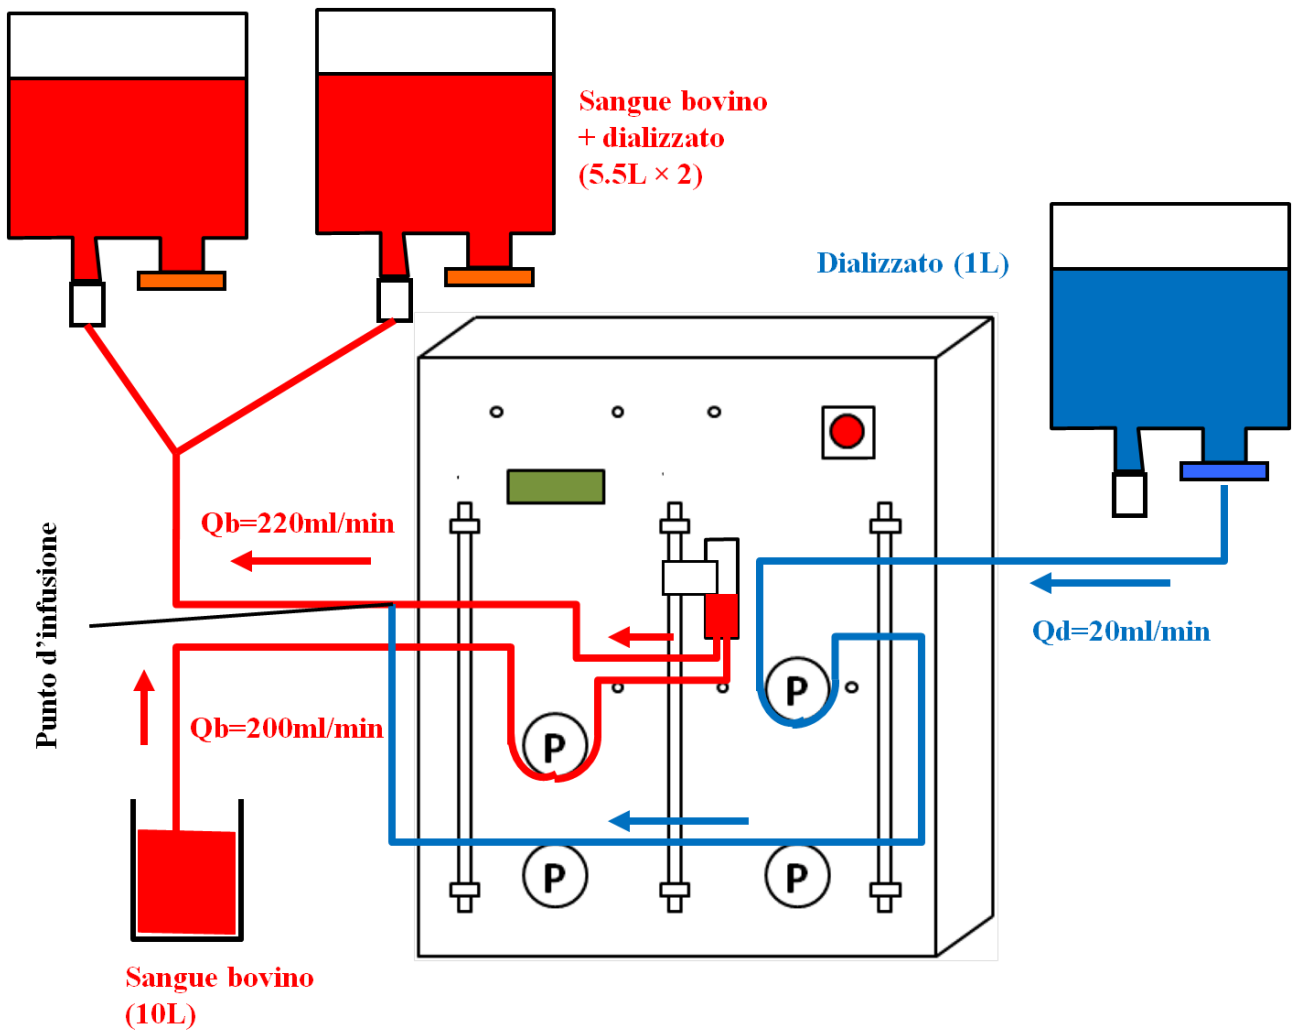 Sangue bovino
+ dializzato
(5.5L × 2)
Dializzato (1L)
Qb=220ml/min
Punto d’infusione
Qd=20ml/min
Qb=200ml/min
P
P
P
P
Sangue bovino
(10L)